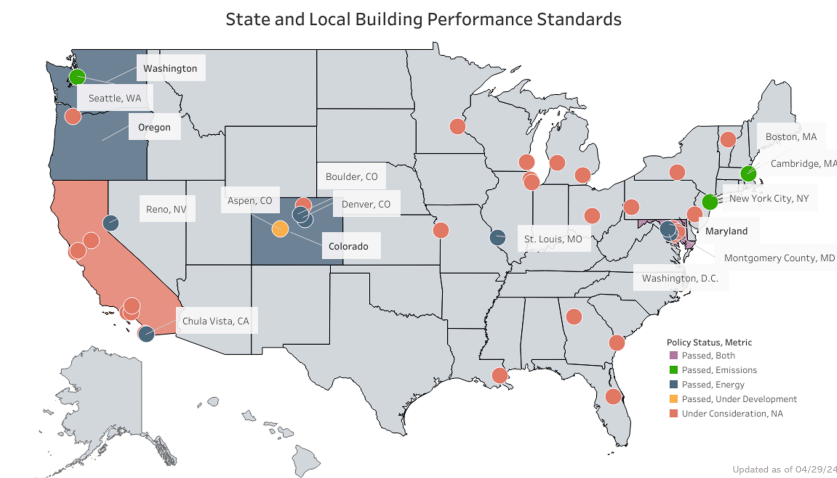 State and Local Building Performance Standards
Washington
Seattle, WA
Oregon
Boston, MA
Cambridge, MA
Boulder, CO
Aspen, CO
Denver, CO
New York City, NY
Reno, NV
Maryland
St. Louis, MO
Colorado
Montgomery County, MD
Washington, D.C.
Chula Vista, CA
Policy Status, Metric
Passed, Both
Passed, Emissions
Passed, Energy
Passed, Under Development
Under Consideration, NA
Updated as of 04/29/24